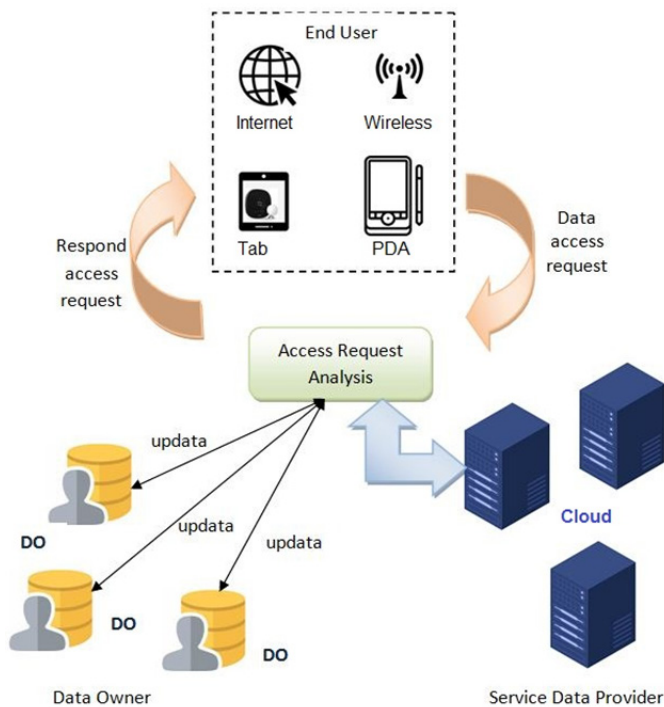 End User
Internet
Wireless
Tab
PDA
Respond
access
request
Data
access
request
Access Request
Analysis
updata
updata
updata
DO
DO
DO
Cloud
Data Owner
Service Data Provider